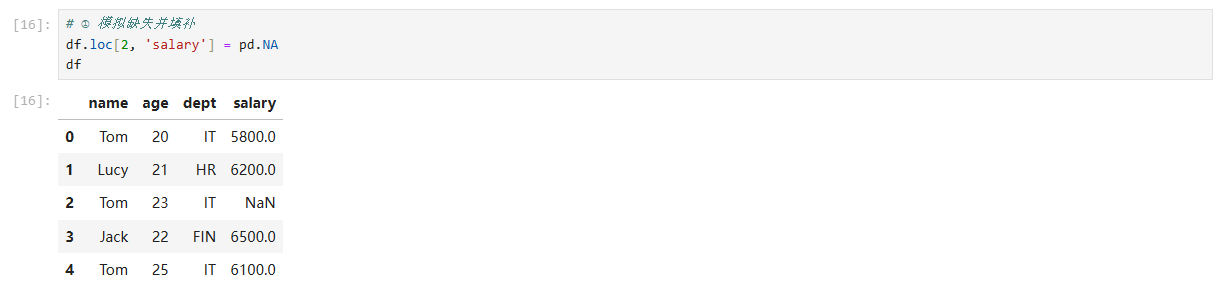 [16]: # ① 模拟缺失并填补
df.loc[2, 'salary'] = pd.NA
df
[16]: name age dept salary
0 Tom 20 IT 5800.0
1 Lucy 21 HR 6200.0
2 Tom 23 IT NaN
3 Jack 22 FIN 6500.0
4 Tom 25 IT 6100.0